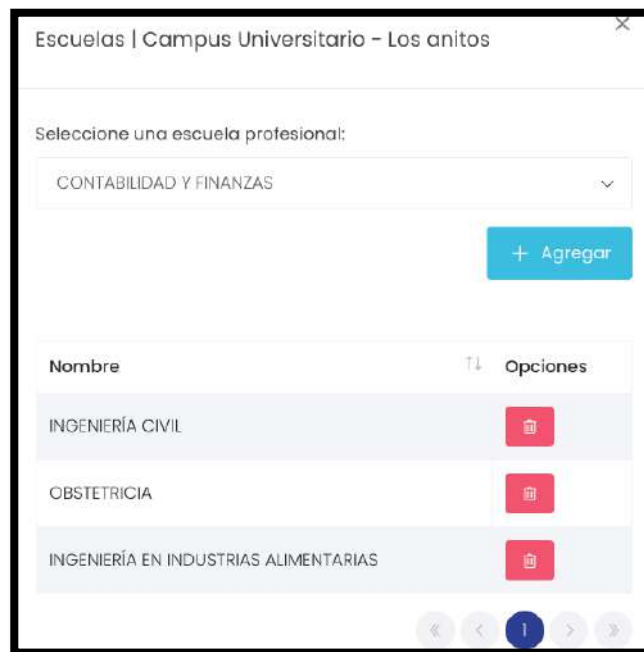 Escuelas | Campus Universitario - Los anitos
Seleccione una escuela profesional:
CONTABILIDAD Y FINANZAS
+ Agregar
Nombre
Opciones
INGENIERÍA CIVIL
OBSTETRICIA
INGENIERÍA EN INDUSTRIAS ALIMENTARIAS
« < 1 > »